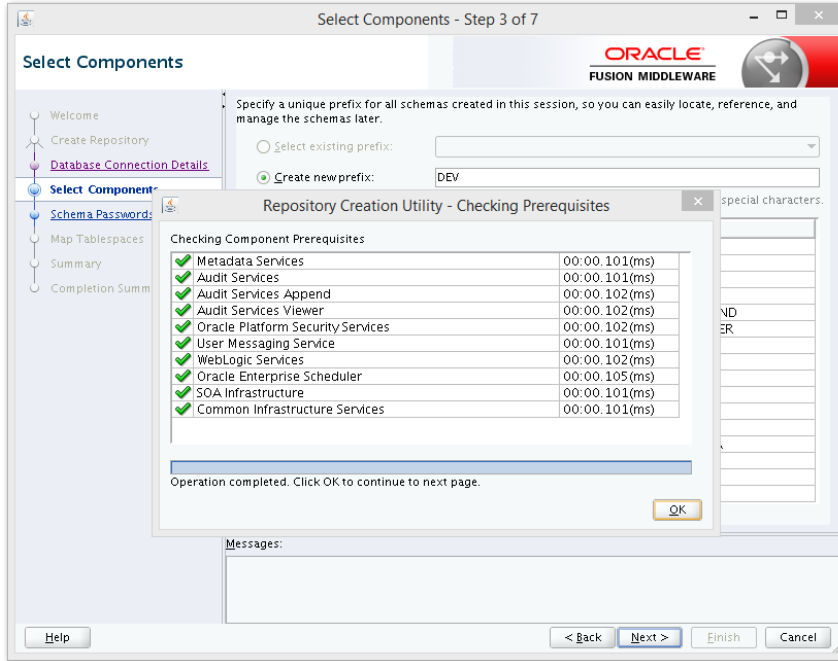 Select Components - Step 3 of 7
Select Components
ORACLE
FUSION MIDDLEWARE
Welcome
Create Repository
Database Connection Details
Select Components
Schema Passwords
Map Tablespaces
Summary
Completion Summ
Specify a unique prefix for all schemas created in this session, so you can easily locate, reference, and
manage the schemas later.
Select existing prefix:
Create new prefix: DEV
special characters.
ND
ER
Repository Creation Utility - Checking Prerequisites
Checking Component Prerequisites
Metadata Services 00:00.101(ms)
Audit Services 00:00.101(ms)
Audit Services Append 00:00.102(ms)
Audit Services Viewer 00:00.102(ms)
Oracle Platform Security Services 00:00.102(ms)
User Messaging Service 00:00.101(ms)
WebLogic Services 00:00.102(ms)
Oracle Enterprise Scheduler 00:00.105(ms)
SOA Infrastructure 00:00.101(ms)
Common Infrastructure Services 00:00.101(ms)
Operation completed. Click OK to continue to next page.
OK
Messages:
Help
< Back
Next >
Finish
Cancel